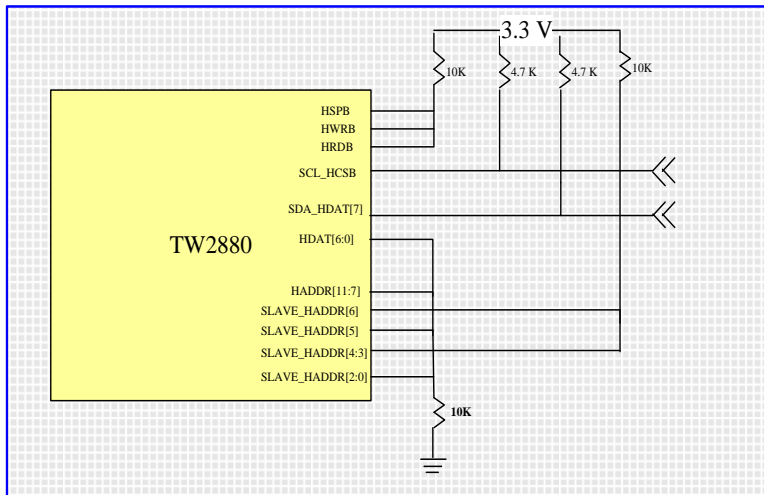 3.3 V
10K
4.7 K
4.7 K
10K
HSPB
HWRB
HRDB
SCL_HCSB
SDA_HDAT[7]
TW2880
HDAT[6:0]
HADDR[11:7]
SLAVE_HADDR[6]
SLAVE_HADDR[5]
SLAVE_HADDR[4:3]
SLAVE_HADDR[2:0]
10K